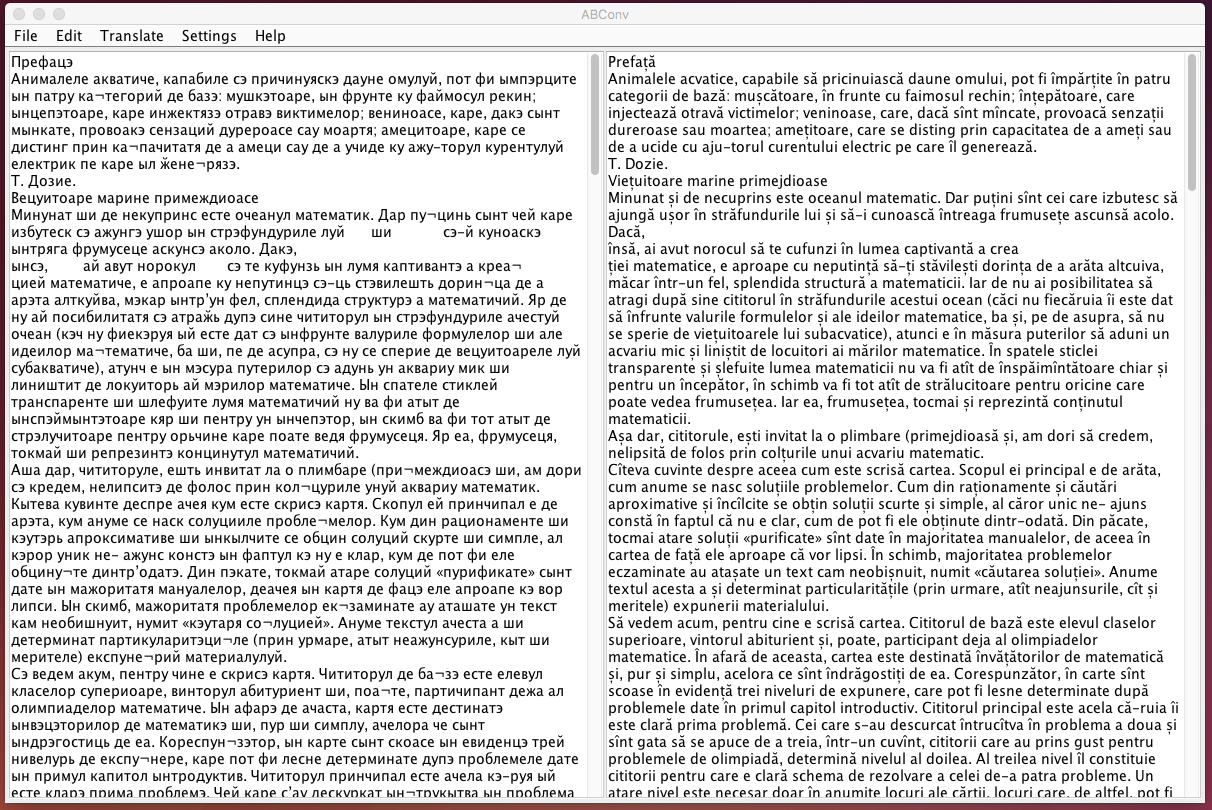 ABConv
File Edit Translate Settings Help
Префацэ
Анималеле акватиче, капабиле сэ причинуяскэ дауне омулуй, пот фи ымпэрците
ын патру ка¬тегорий де базэ: мушкэтоаре, ын фрунте ку файмосул рекин;
ынцепэтоаре, каре инжектязэ отравэ виктимелор; вениноасе, каре, дакэ сынт
мынкате, провоакэ сензаций дурероасе сау моартя; амецитоаре, каре се
дистинг прин ка¬пачитатя де а амеци сау де а учиде ку ажу-торул курентулуй
електрик пе каре ыл ӂене¬рязэ.
Т. Дозие.
Вецуитоаре марине примеждиоасе
Минунат ши де некупринс есте очеанул математик. Дар пу¬цинь сынт чей каре
избутеск сэ ажунгэ ушор ын стрэфундуриле луй ши сэ-й куноаскэ
ынтряга фрумусеце аскунсэ аколо. Дакэ,
ынсэ, ай авут норокул сэ те куфунзь ын лумя каптивантэ а креа¬
цией математиче, е апроапе ку непутинцэ сэ-ць стэвилешть дорин¬ца де а
арэта алткуйва, мэкар ынтр’ун фел, сплендида структурэ а математичий. Яр де
ну ай посибилитатя сэ атражь дупэ сине чититорул ын стрэфундуриле ачестуй
очеан (кэч ну фиекэруя ый есте дат сэ ынфрунте валуриле формулелор ши але
идеилор ма¬тематиче, ба ши, пе де асупра, сэ ну се сперие де вецуитоареле луй
субакватиче), атунч е ын мэсура путерилор сэ адунь ун аквариу мик ши
лиништит де локуиторь ай мэрилор математиче. Ын спателе стиклей
транспаренте ши шлефуите лумя математичий ну ва фи атыт де
ынспэймынтэтоаре кяр ши пентру ун ынчепэтор, ын скимб ва фи тот атыт де
стрэлучитоаре пентру орьчине каре поате ведя фрумусеця. Яр еа, фрумусеця,
токмай ши репрезинтэ концинутул математичий.
Аша дар, чититоруле, ешть инвитат ла о плимбаре (при¬междиоасэ ши, ам дори
сэ кредем, нелипситэ де фолос прин кол¬цуриле унуй аквариу математик.
Кытева кувинте деспре ачея кум есте скрисэ картя. Скопул ей принчипал е де
арэта, кум ануме се наск солуцииле пробле¬мелор. Кум дин рационаменте ши
кэутэрь апроксимативе ши ынкылчите се обцин солуций скурте ши симпле, ал
кэрор уник не- ажунс констэ ын фаптул кэ ну е клар, кум де пот фи еле
обцину¬те динтр’одатэ. Дин пэкате, токмай атаре солуций «пурификате» сынт
дате ын мажоритатя мануалелор, деачея ын картя де фацэ еле апроапе кэ вор
липси. Ын скимб, мажоритатя проблемелор ек¬заминате ау аташате ун текст
кам необишнуит, нумит «кэутаря со¬луцией». Ануме текстул ачеста а ши
детерминат партикуларитэци¬ле (прин урмаре, атыт неажунсуриле, кыт ши
мерителе) експуне¬рий материалулуй.
Сэ ведем акум, пентру чине е скрисэ картя. Чититорул де ба¬зэ есте елевул
класелор супериоаре, винторул абитуриент ши, поа¬те, партичипант дежа ал
олимпиаделор математиче. Ын афарэ де ачаста, картя есте дестинатэ
ынвэцэторилор де математикэ ши, пур ши симплу, ачелора че сынт
ындрэгостиць де еа. Кореспун¬зэтор, ын карте сынт скоасе ын евиденцэ трей
нивелурь де експу¬нере, каре пот фи лесне детерминате дупэ проблемеле дате
ын примул капитол ынтродуктив. Чититорул принчипал есте ачела кэ-руя ый
есте кларэ прима проблемэ. Чей каре с’ау дескуркат ын¬трукытва ын проблема
Prefață
Animalele acvatice, capabile să pricinuiască daune omului, pot fi împărțite în patru
categorii de bază: mușcătoare, în frunte cu faimosul rechin; înțepătoare, care
injectează otravă victimelor; veninoase, care, dacă sînt mîncate, provoacă senzații
dureroase sau moartea; amețitoare, care se disting prin capacitatea de a ameți sau
de a ucide cu aju-torul curentului electric pe care îl generează.
T. Dozie.
Viețuitoare marine primejdioase
Minunat și de necuprins este oceanul matematic. Dar puțini sînt cei care izbutesc să
ajungă ușor în străfundurile lui și să-i cunoască întreaga frumusețe ascunsă acolo.
Dacă,
însă, ai avut norocul să te cufunzi în lumea captivantă a crea
ției matematice, e aproape cu neputință să-ți stăvilești dorința de a arăta altcuiva,
măcar într-un fel, splendida structură a matematicii. Iar de nu ai posibilitatea să
atragi după sine cititorul în străfundurile acestui ocean (căci nu fiecăruia îi este dat
să înfrunte valurile formulelor și ale ideilor matematice, ba și, pe de asupra, să nu
se sperie de viețuitoarele lui subacvatice), atunci e în măsura puterilor să aduni un
acvariu mic și liniștit de locuitori ai mărilor matematice. În spatele sticlei
transparente și șlefuite lumea matematicii nu va fi atît de înspăimîntătoare chiar și
pentru un începător, în schimb va fi tot atît de strălucitoare pentru oricine care
poate vedea frumusețea. Iar ea, frumusețea, tocmai și reprezintă conținutul
matematicii.
Așa dar, cititorule, ești invitat la o plimbare (primejdioasă și, am dori să credem,
nelipsită de folos prin colțurile unui acvariu matematic.
Cîteva cuvinte despre aceea cum este scrisă cartea. Scopul ei principal e de arăta,
cum anume se nasc soluțiile problemelor. Cum din raționamente și căutări
aproximative și încîlcite se obțin soluții scurte și simple, al căror unic ne- ajuns
constă în faptul că nu e clar, cum de pot fi ele obținute dintr-odată. Din păcate,
tocmai atare soluții «purificate» sînt date în majoritatea manualelor, de aceea în
cartea de față ele aproape că vor lipsi. În schimb, majoritatea problemelor
eczaminate au atașate un text cam neobișnuit, numit «căutarea soluției». Anume
textul acesta a și determinat particularitățile (prin urmare, atît neajunsurile, cît și
meritele) expunerii materialului.
Să vedem acum, pentru cine e scrisă cartea. Cititorul de bază este elevul claselor
superioare, vintorul abiturient și, poate, participant deja al olimpiadelor
matematice. În afară de aceasta, cartea este destinată învățătorilor de matematică
și, pur și simplu, acelora ce sînt îndrăgostiți de ea. Corespunzător, în carte sînt
scoase în evidență trei niveluri de expunere, care pot fi lesne determinate după
problemele date în primul capitol introductiv. Cititorul principal este acela că-ruia îi
este clară prima problemă. Cei care s-au descurcat întrucîtva în problema a doua și
sînt gata să se apuce de a treia, într-un cuvînt, cititorii care au prins gust pentru
problemele de olimpiadă, determină nivelul al doilea. Al treilea nivel îl constituie
cititorii pentru care e clară schema de rezolvare a celei de-a patra probleme. Un
atare nivel este necesar doar în anumite locuri ale cărții, locuri care, de altfel, pot fi